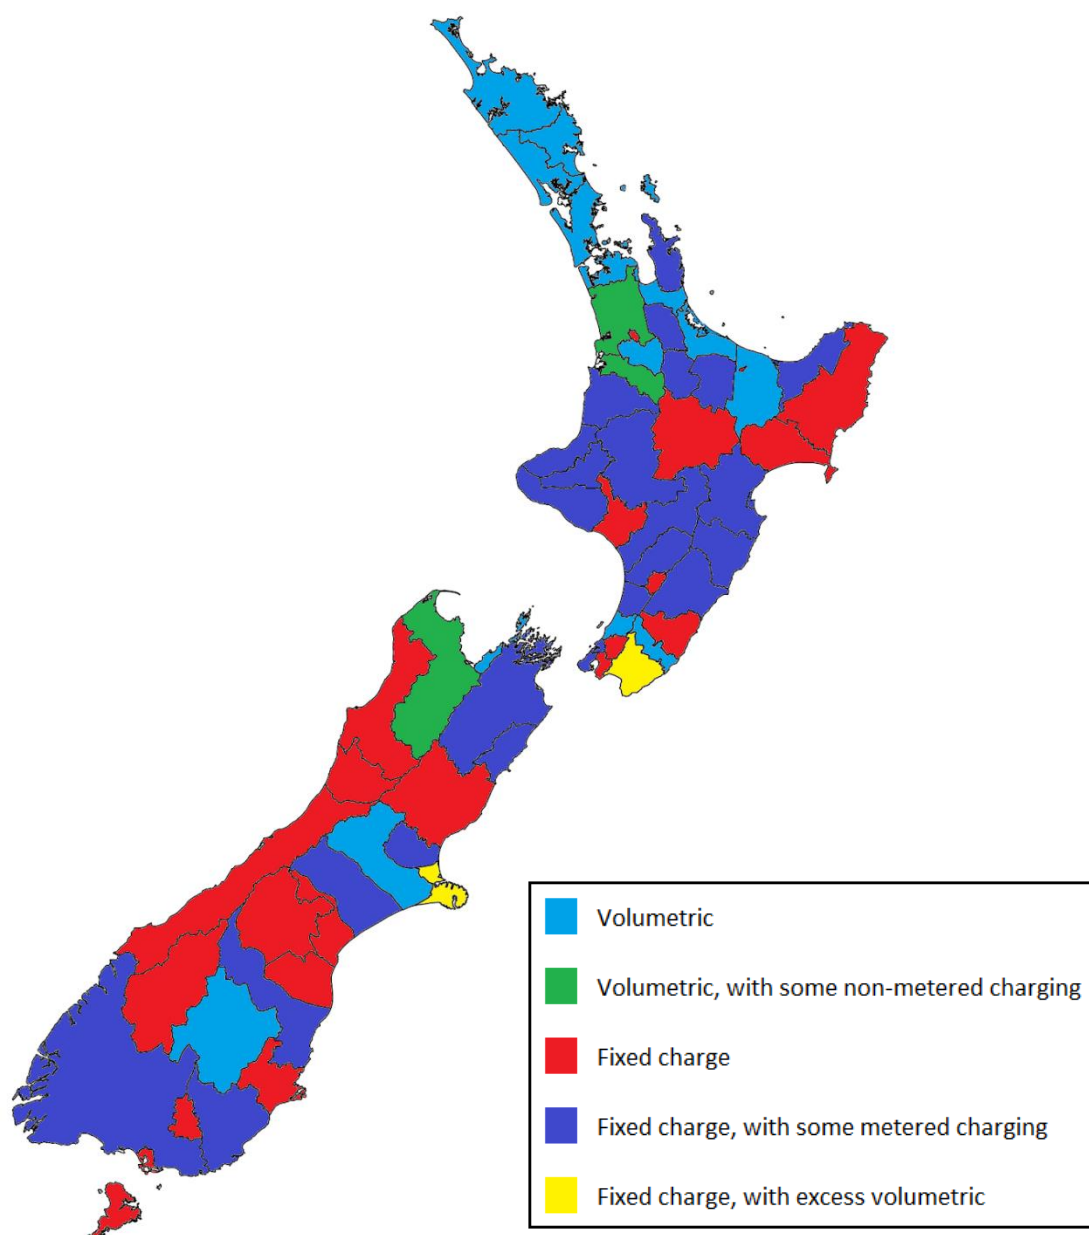 Volumetric
Volumetric, with some non-metered charging
Fixed charge
Fixed charge, with some metered charging
Fixed charge, with excess volumetric